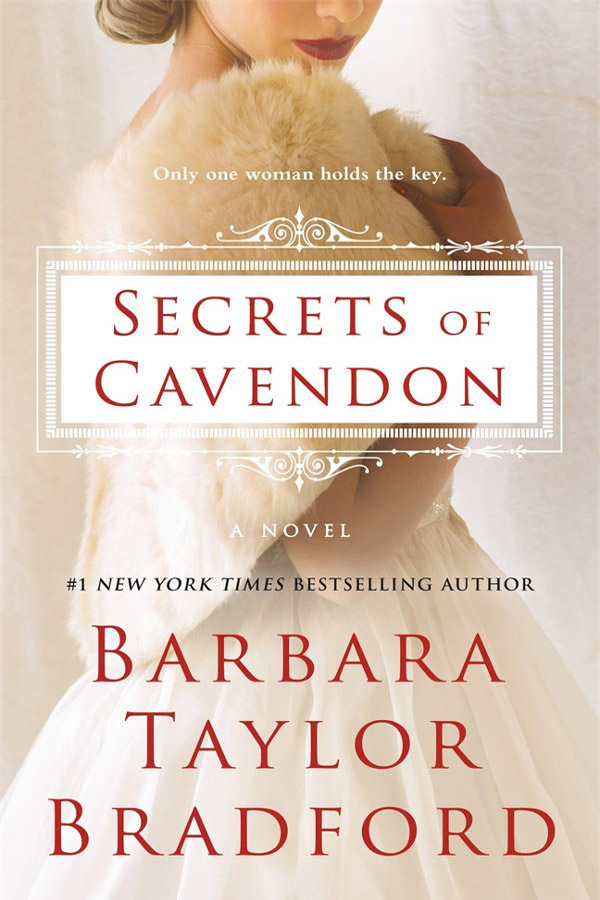 Only one woman holds the key.
SECRETS OF
CAVENDON
A NOVEL
#1 NEW YORK TIMES BESTSELLING AUTHOR
BARBARA
TAYLOR
BRADFORD